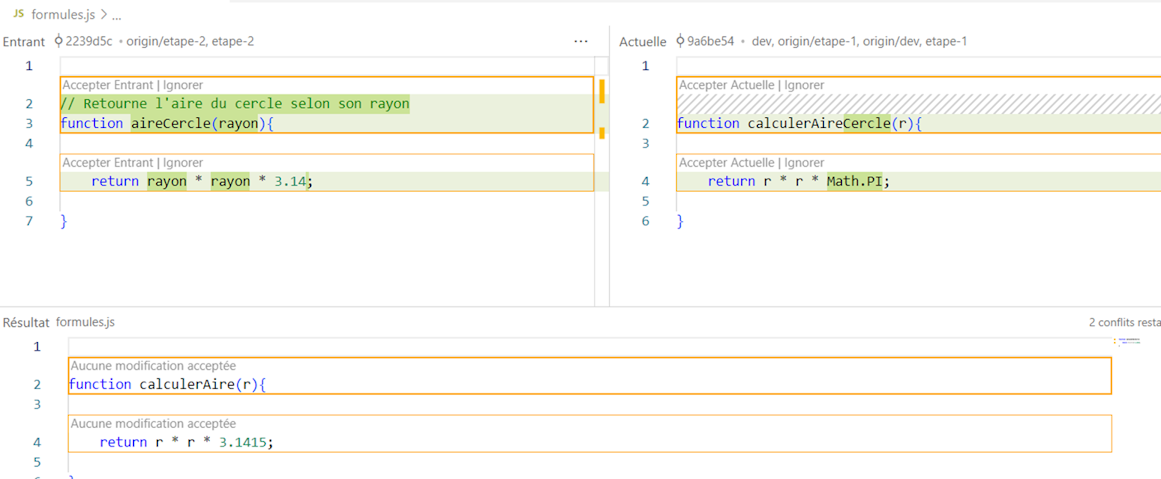 JS formules.js > ...
Entrant 2239d5c • origin/etape-2, etape-2 ...
1
Accepter Entrant | Ignorer
2 // Retourne l'aire du cercle selon son rayon
3 function aireCercle(rayon){
4
Accepter Entrant | Ignorer
5 return rayon * rayon * 3.14;
6
7 }
Actuelle 9a6be54 • dev, origin/etape-1, origin/dev, etape-1
1
Accepter Actuelle | Ignorer
2 function calculerAireCercle(r){
3
Accepter Actuelle | Ignorer
4 return r * r * Math.PI;
5
6 }
Résultat formules.js 2 conflits resta
1
Aucune modification acceptée
2 function calculerAire(r){
3
Aucune modification acceptée
4 return r * r * 3.1415;
5